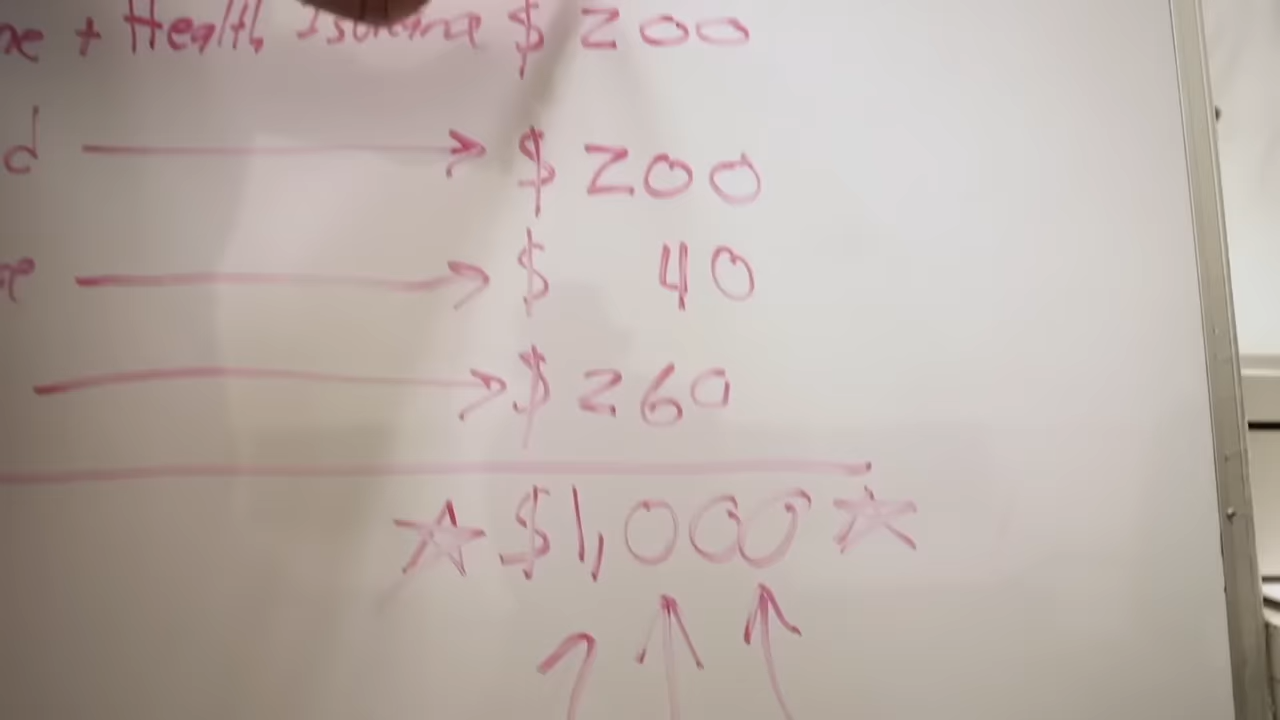 + Health $ 200
d $ 200
e $ 40
$ 260
$1,000